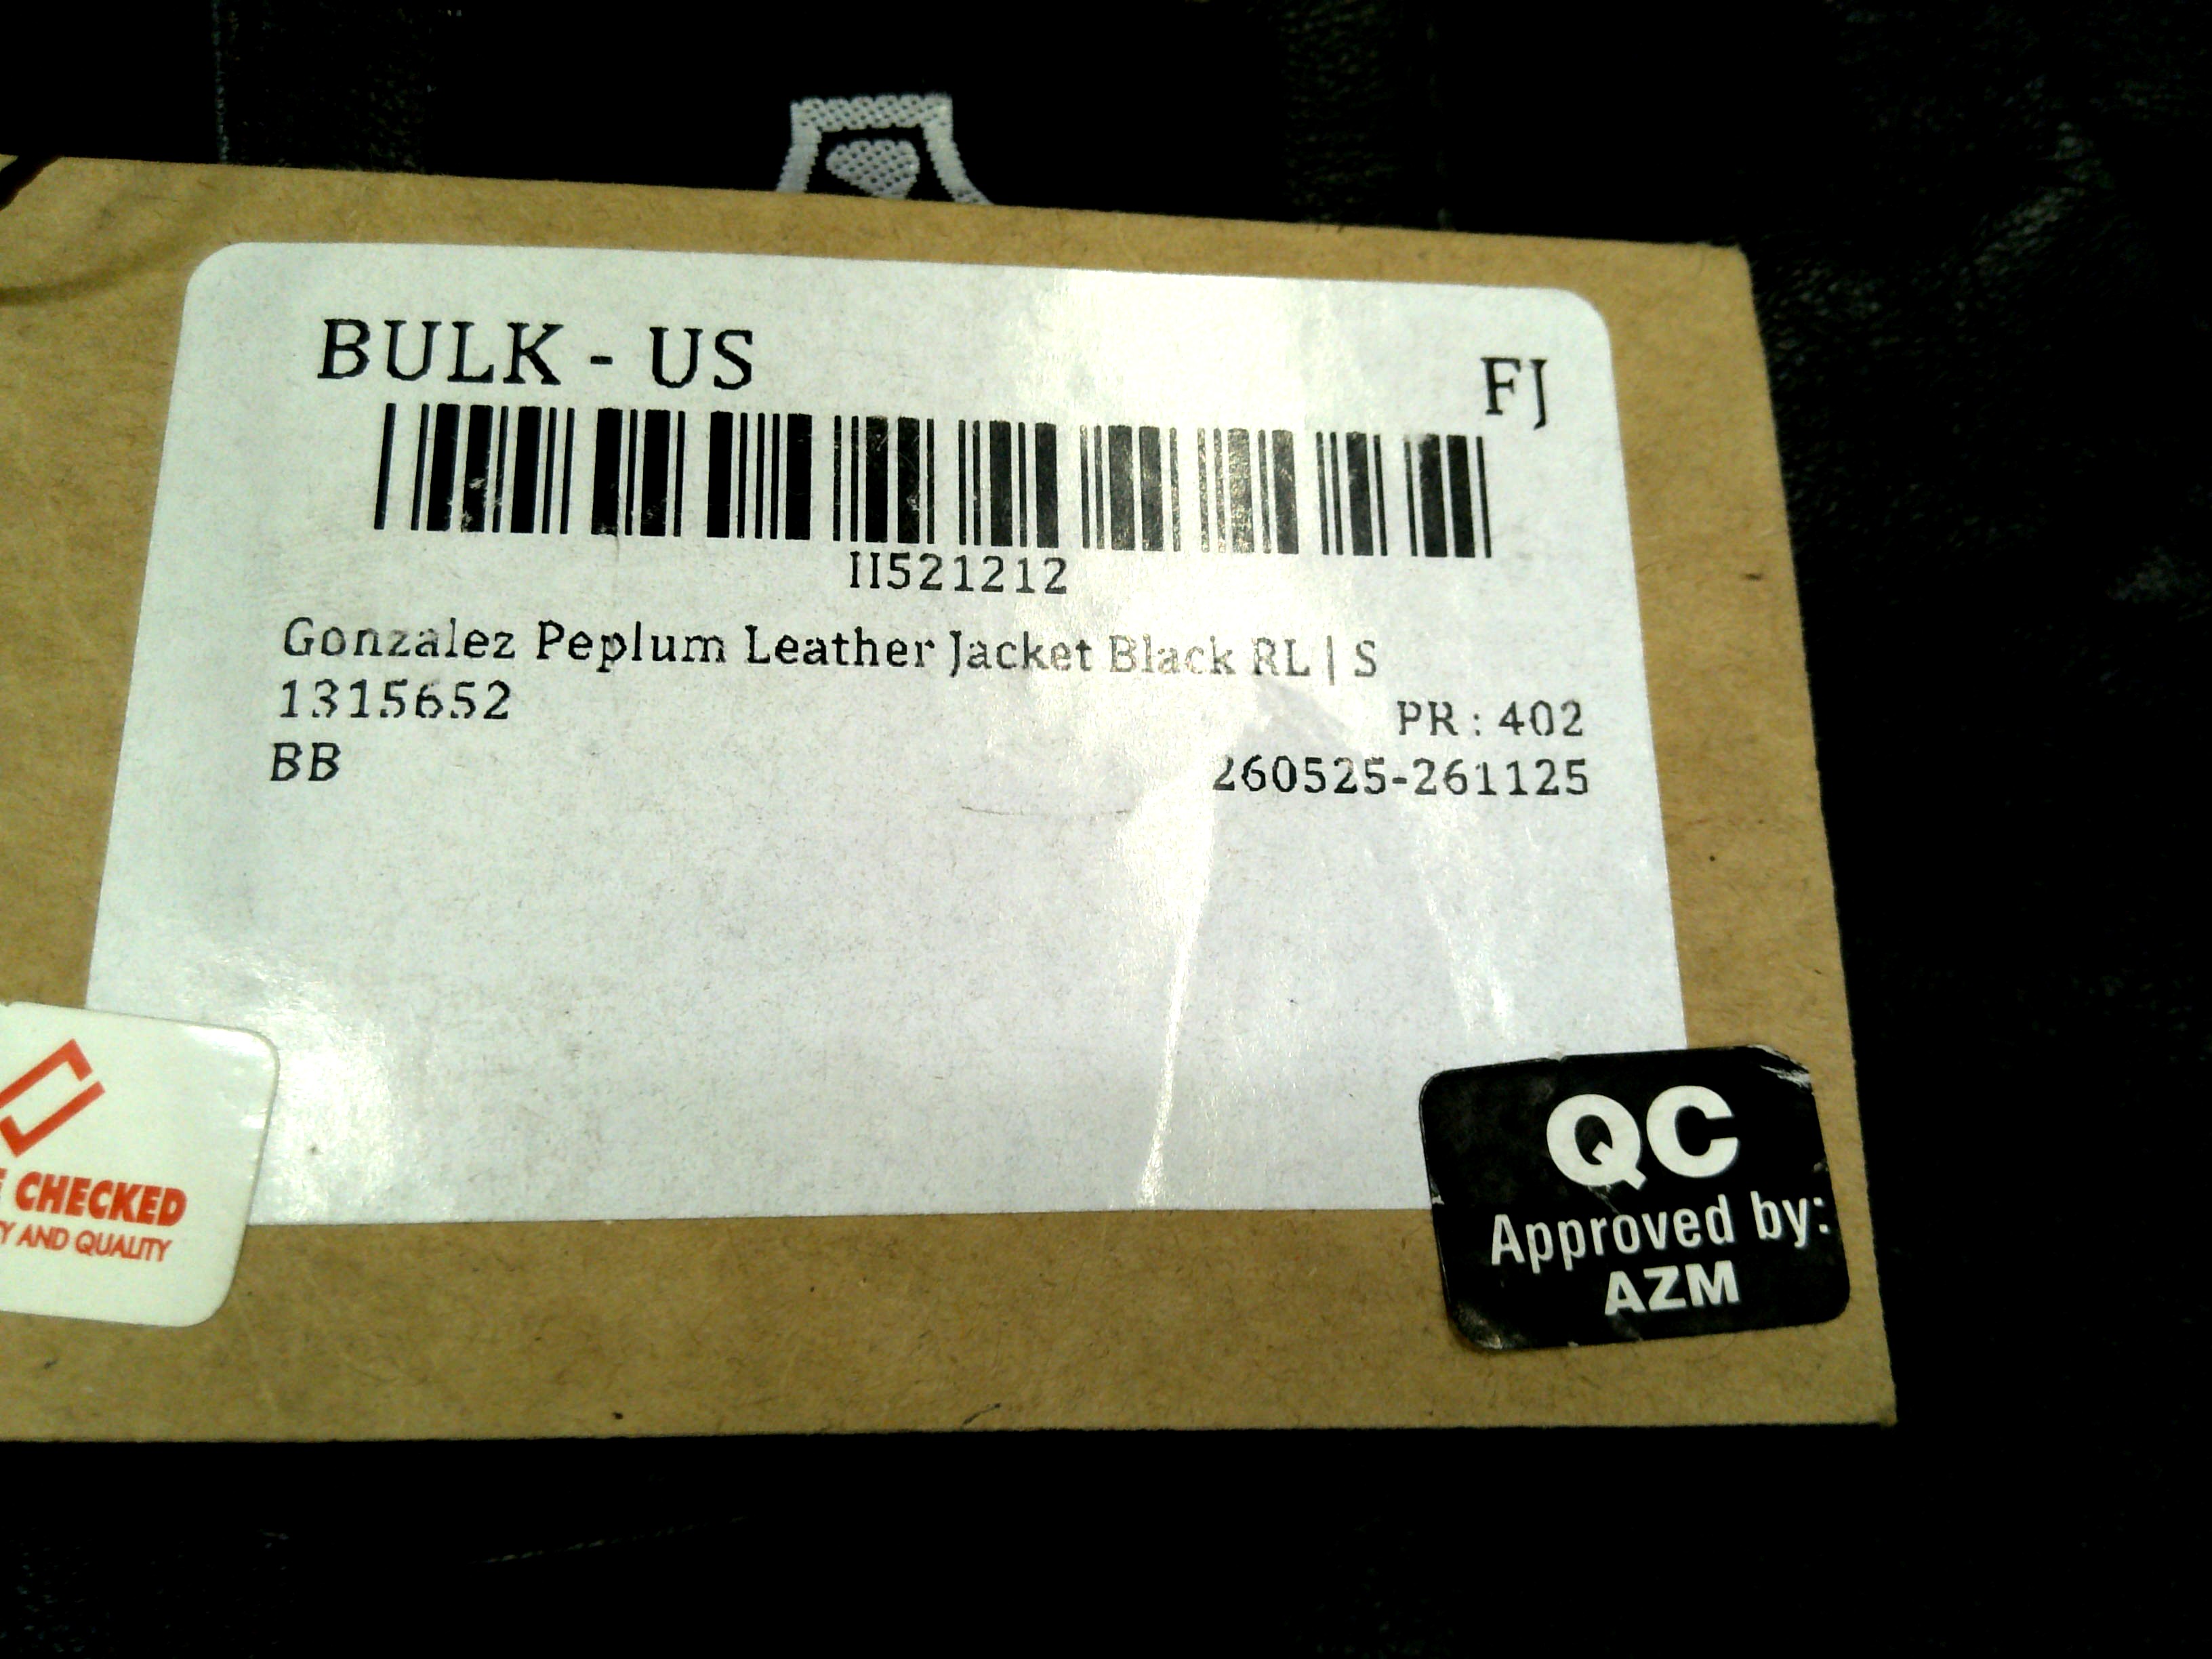 BULK - US
FJ
II521212
Gonzalez Peplum Leather Jacket Black RL | S
1315652
PR : 402
BB
260525-261125
CHECKED
AND QUALITY
QC
Approved by:
AZM